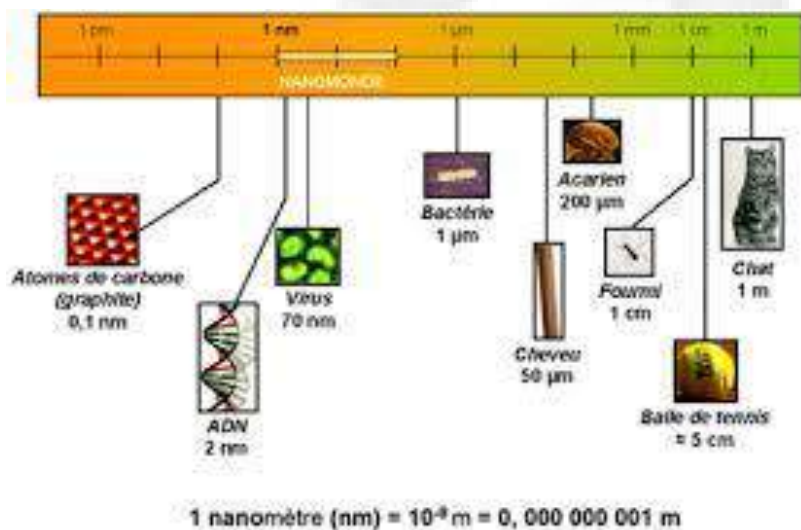 1 pm 1 nm 1 µm 1 mm 1 cm 1 m
NANOMONDE
Atomes de carbone
(graphite)
0,1 nm
ADN
2 nm
Virus
70 nm
Bactérie
1 µm
Cheveu
50 µm
Acarien
200 µm
Fourmi
1 cm
Balle de tennis
≈ 5 cm
Chat
1 m
1 nanomètre (nm) = 10⁻⁹ m = 0, 000 000 001 m